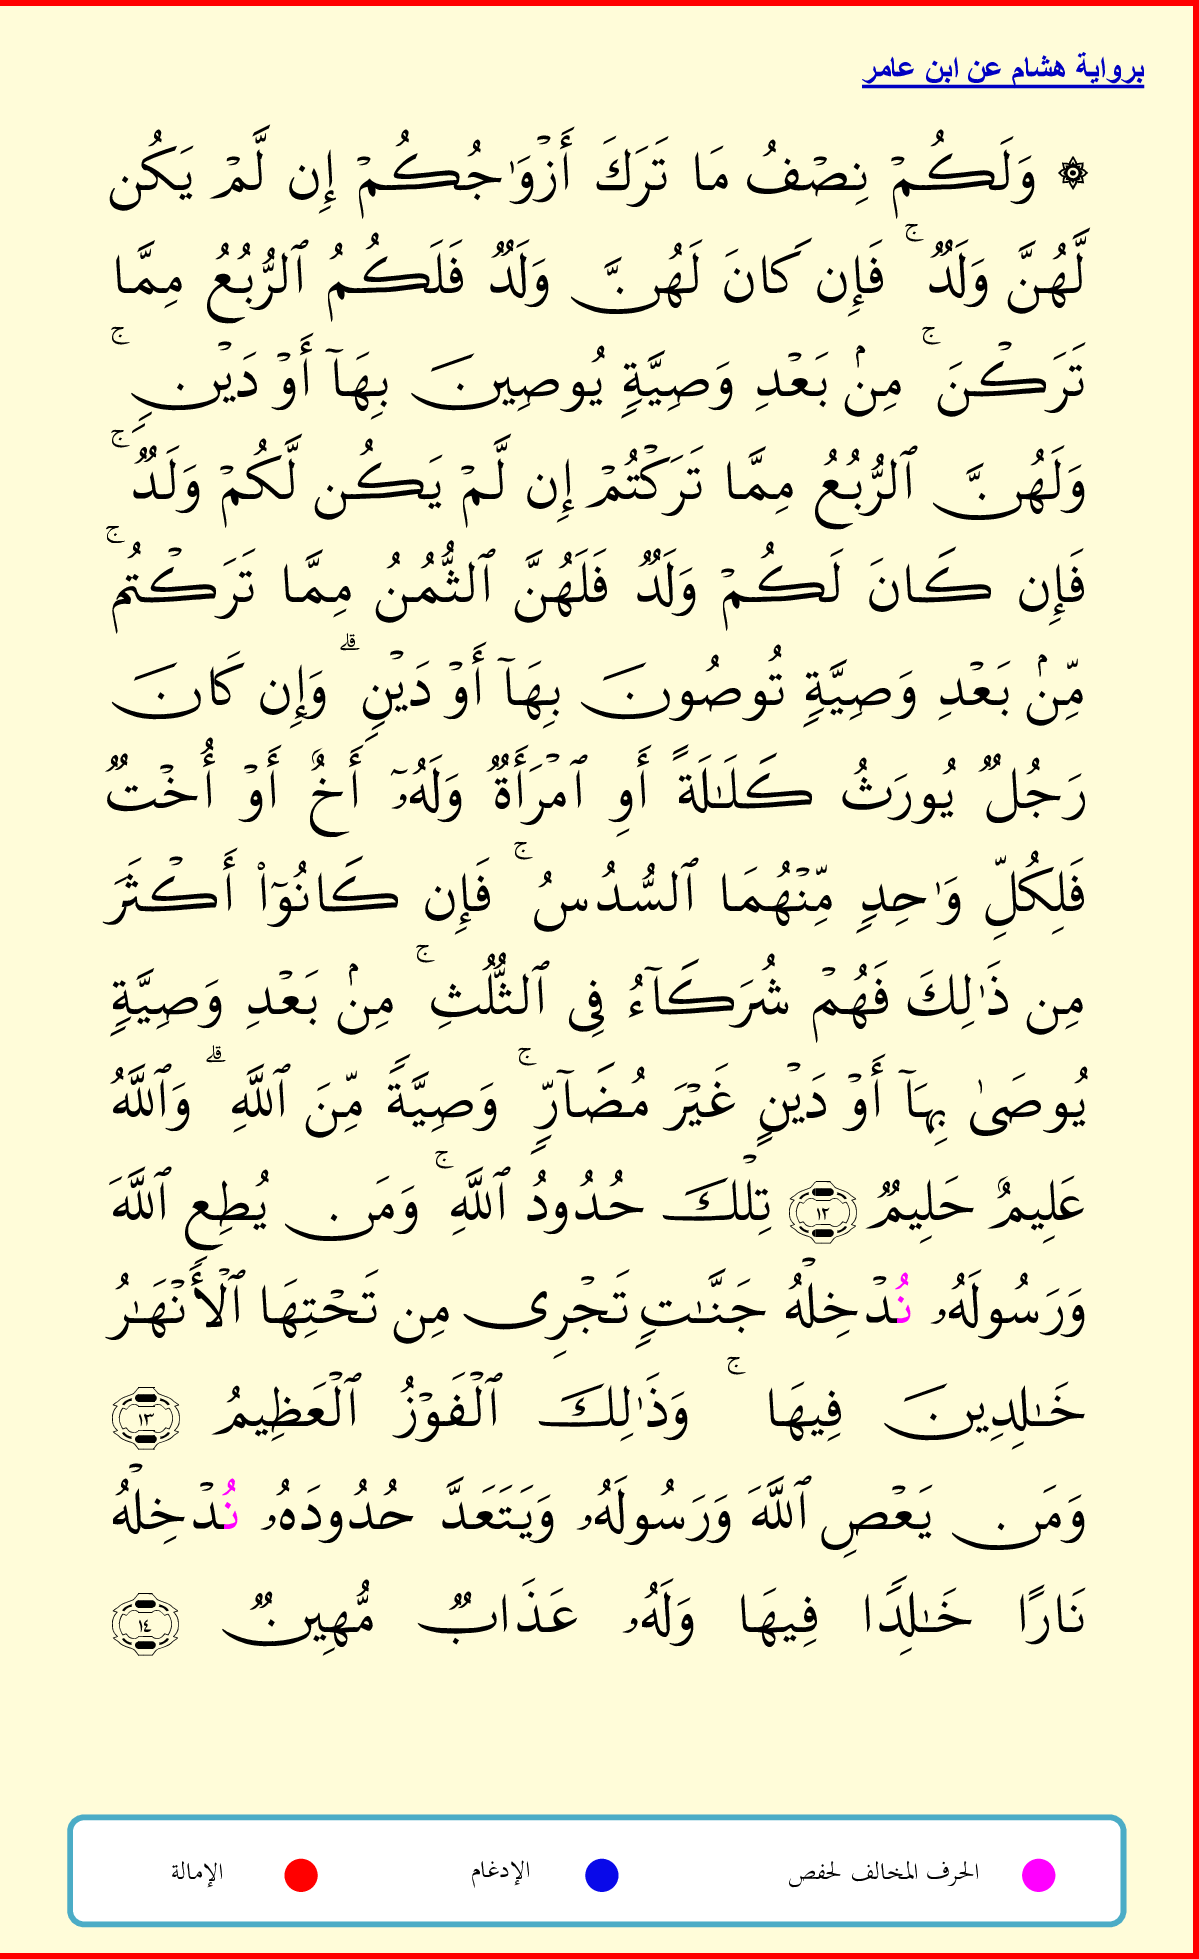 برواية هشام عن ابن عامر
۞ وَلَكُمۡ نِصۡفُ مَا تَرَكَ أَزۡوَٰجُكُمۡ إِن لَّمۡ يَكُن
لَّهُنَّ وَلَدٞۚ فَإِن كَانَ لَهُنَّ وَلَدٞ فَلَكُمُ ٱلرُّبُعُ مِمَّا
تَرَكۡنَۚ مِنۢ بَعۡدِ وَصِيَّةٖ يُوصِينَ بِهَآ أَوۡ دَيۡنٖۚ
وَلَهُنَّ ٱلرُّبُعُ مِمَّا تَرَكۡتُمۡ إِن لَّمۡ يَكُن لَّكُمۡ وَلَدٞۚ
فَإِن كَانَ لَكُمۡ وَلَدٞ فَلَهُنَّ ٱلثُّمُنُ مِمَّا تَرَكۡتُمۚ
مِّنۢ بَعۡدِ وَصِيَّةٖ تُوصُونَ بِهَآ أَوۡ دَيۡنٖۗ وَإِن كَانَ
رَجُلٞ يُورَثُ كَلَٰلَةً أَوِ ٱمۡرَأَةٞ وَلَهُۥٓ أَخٌ أَوۡ أُخۡتٞ
فَلِكُلِّ وَٰحِدٖ مِّنۡهُمَا ٱلسُّدُسُۚ فَإِن كَانُوٓاْ أَكۡثَرَ
مِن ذَٰلِكَ فَهُمۡ شُرَكَآءُ فِي ٱلثُّلُثِۚ مِنۢ بَعۡدِ وَصِيَّةٖ
يُوصَىٰ بِهَآ أَوۡ دَيۡنٍ غَيۡرَ مُضَآرّٖۚ وَصِيَّةٗ مِّنَ ٱللَّهِۗ وَٱللَّهُ
عَلِيمٌ حَلِيمٞ ١٢ تِلۡكَ حُدُودُ ٱللَّهِۚ وَمَن يُطِعِ ٱللَّهَ
وَرَسُولَهُۥ نُدۡخِلۡهُ جَنَّٰتٖ تَجۡرِي مِن تَحۡتِهَا ٱلۡأَنۡهَٰرُ
خَٰلِدِينَ فِيهَاۚ وَذَٰلِكَ ٱلۡفَوۡزُ ٱلۡعَظِيمُ ١٣
وَمَن يَعۡصِ ٱللَّهَ وَرَسُولَهُۥ وَيَتَعَدَّ حُدُودَهُۥ نُدۡخِلۡهُ
نَارًا خَٰلِدٗا فِيهَا وَلَهُۥ عَذَابٞ مُّهِينٞ ١٤
الحرف المخالف لحفص الإدغام الإمالة